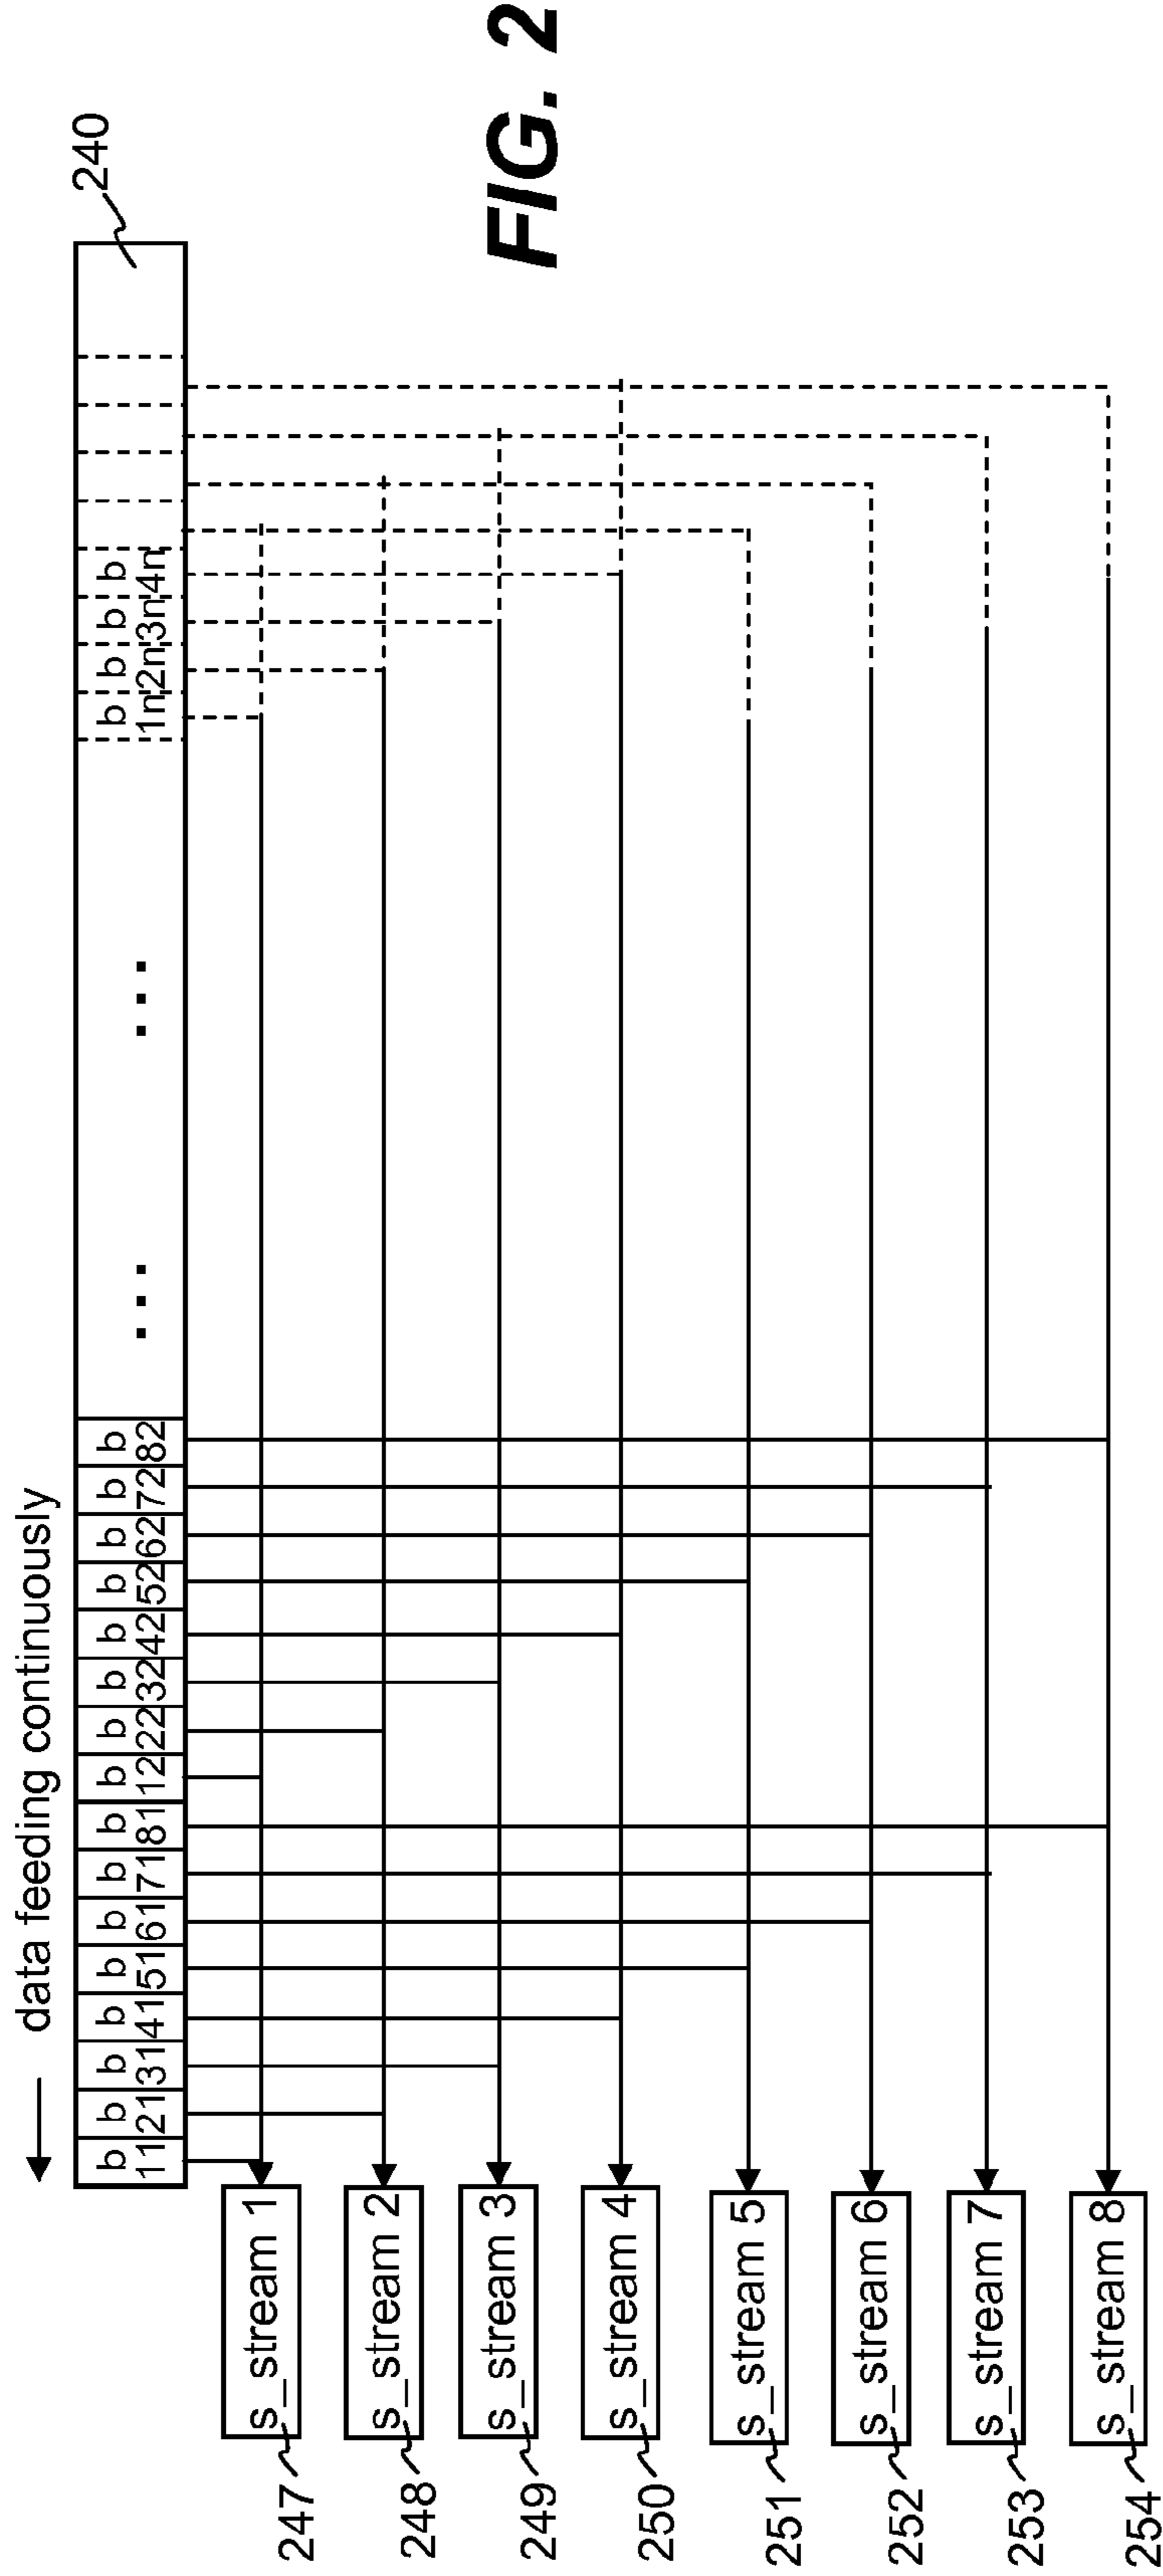 data feeding continuously
240
b b b b b b b b b b b b b b b b ... ... b b b b
11 21 31 41 51 61 71 81 12 22 32 42 52 62 72 82 1n 2n 3n 4n
247 s_stream 1
248 s_stream 2
249 s_stream 3
250 s_stream 4
251 s_stream 5
252 s_stream 6
253 s_stream 7
254 s_stream 8
FIG. 2